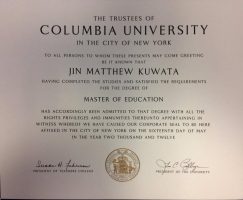 THE TRUSTEES OF
COLUMBIA UNIVERSITY
IN THE CITY OF NEW YORK
TO ALL PERSONS TO WHOM THESE PRESENTS MAY COME GREETING
BE IT KNOWN THAT
JIN MATTHEW KUWATA
HAVING COMPLETED THE STUDIES AND SATISFIED THE REQUIREMENTS
FOR THE DEGREE OF
MASTER OF EDUCATION
HAS ACCORDINGLY BEEN ADMITTED TO THAT DEGREE WITH ALL THE
RIGHTS PRIVILEGES AND IMMUNITIES THEREUNTO APPERTAINING IN
WITNESS WHEREOF WE HAVE CAUSED OUR CORPORATE SEAL TO BE HERE
AFFIXED IN THE CITY OF NEW YORK ON THE SIXTEENTH DAY OF MAY
IN THE YEAR TWO THOUSAND AND TWELVE
PRESIDENT OF TEACHERS COLLEGE
PRESIDENT OF THE UNIVERSITY